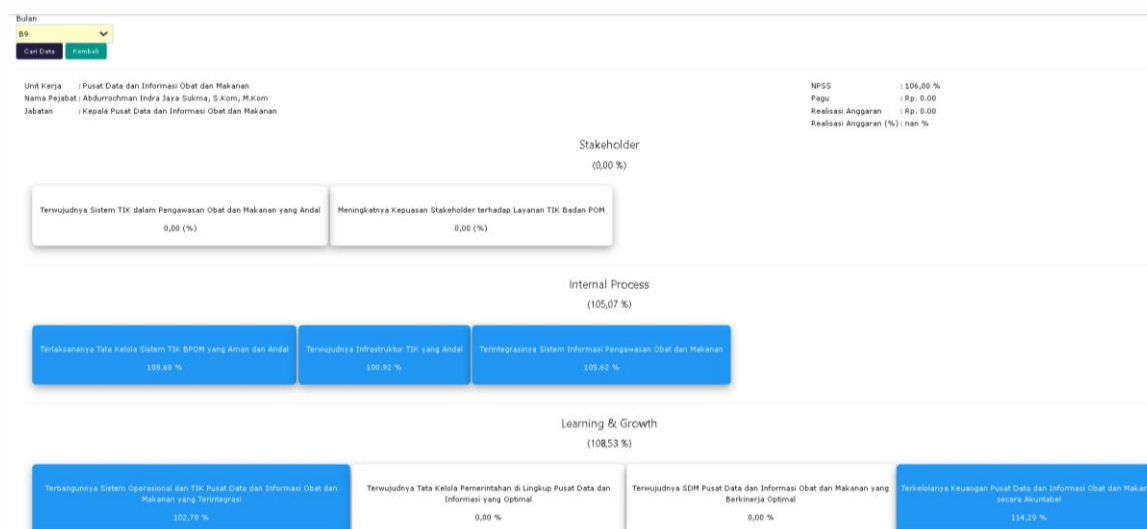 Bulan
B9
Cari Data Kembali
Unit Kerja : Pusat Data dan Informasi Obat dan Makanan
Nama Pejabat : Abdurrochman Indra Jaya Sukma, S.Kom, M.Kom
Jabatan : Kepala Pusat Data dan Informasi Obat dan Makanan
NPSS : 106,80 %
Pagu : Rp. 0.00
Realisasi Anggaran : Rp. 0.00
Realisasi Anggaran (%) : nan %
Stakeholder
(0,00 %)
Terwujudnya Sistem TIK dalam Pengawasan Obat dan Makanan yang Andal
0,00 (%)
Meningkatnya Kepuasan Stakeholder terhadap Layanan TIK Badan POM
0,00 (%)
Internal Process
(105,07 %)
Terlaksananya Tata Kelola Sistem TIK BPOM yang Aman dan Andal
108.68 %
Terwujudnya Infrastruktur TIK yang Andal
100.92 %
Terintegrasinya Sistem Informasi Pengawasan Obat dan Makanan
105.62 %
Learning & Growth
(108,53 %)
Terbangunnya Sistem Operasional dan TIK Pusat Data dan Informasi Obat dan
Makanan yang Terintegrasi
102,78 %
Terwujudnya Tata Kelola Pemerintahan di Lingkup Pusat Data dan
Informasi yang Optimal
0,00 %
Terwujudnya SDM Pusat Data dan Informasi Obat dan Makanan yang
Berkinerja Optimal
0,00 %
Terkelolanya Keuangan Pusat Data dan Informasi Obat dan Makan
secara Akuntabel
114,29 %